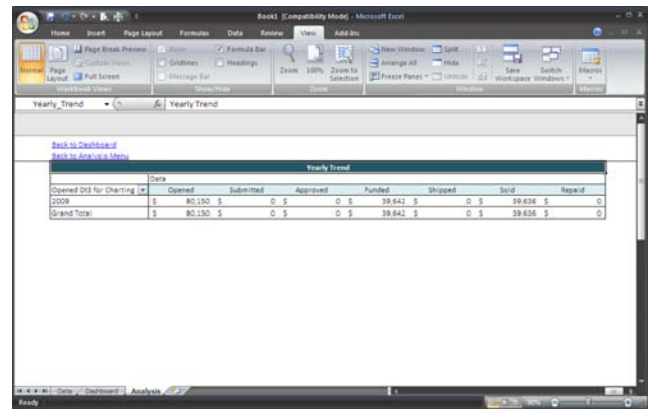 Book1 [Compatibility Mode] - Microsoft Excel
Home Insert Page Layout Formulas Data Review View Add-Ins
Normal Page Layout Page Break Preview Custom Views Full Screen
Ruler Gridlines Message Bar Formula Bar Headings
Zoom 100% Zoom to Selection
New Window Arrange All Freeze Panes Split Hide Unhide
Save Workspace Switch Windows Macros
Workbook Views Show/Hide Zoom Window Macros
Yearly_Trend fx Yearly Trend
Back to Dashboard
Back to Analysis Menu
Yearly Trend
Data
Opened DtS for Charting Opened Submitted Approved Funded Shipped Sold Repaid
2009 $ 80,150 $ 0 $ 0 $ 39,642 $ 0 $ 39,636 $ 0
Grand Total $ 80,150 $ 0 $ 0 $ 39,642 $ 0 $ 39,636 $ 0
Data Dashboard Analysis
Ready 90%